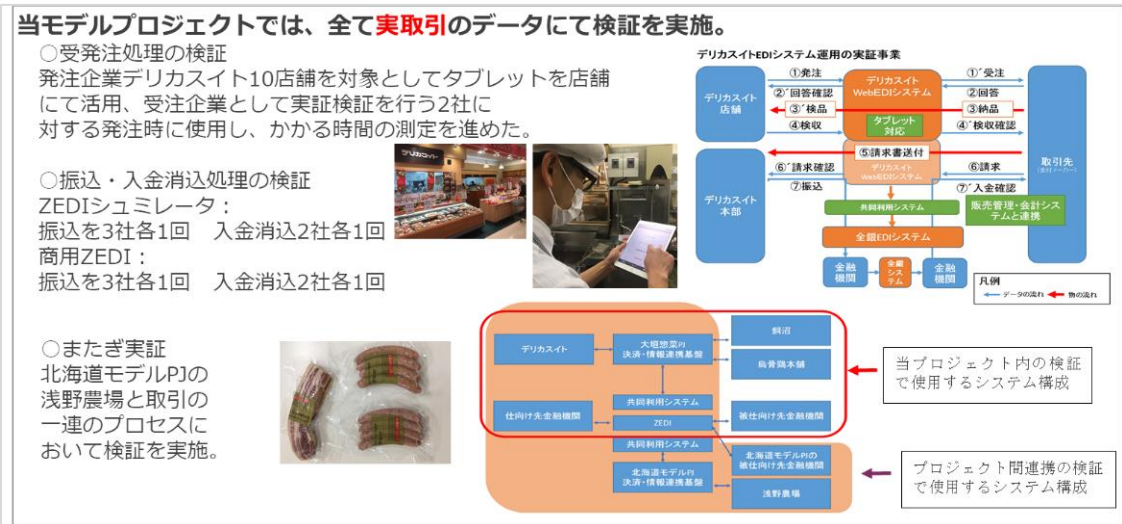 当モデルプロジェクトでは、全て実取引のデータにて検証を実施。
○受発注処理の検証
発注企業デリカスイト10店舗を対象としてタブレットを店舗
にて活用、受注企業として実証検証を行う2社に
対する発注時に使用し、かかる時間の測定を進めた。
○振込・入金消込処理の検証
ZEDIシュミレータ：
振込を3社各1回　入金消込2社各1回
商用ZEDI：
振込を3社各1回　入金消込2社各1回
○またぎ実証
北海道モデルPJの
浅野農場と取引の
一連のプロセスに
おいて検証を実施。
デリカスイトEDIシステム運用の実証事業
デリカスイト
店舗
①発注
②´回答確認
③´検品
④検収
デリカスイト
WebEDIシステム
タブレット
対応
①´受注
②回答
③納品
④´検収確認
⑤請求書送付
デリカスイト
本部
⑥´請求確認
⑦振込
デリカスイト
WebEDIシステム
⑥請求
⑦´入金確認
取引先
共同利用システム
販売管理・会計シス
テムと連携
全銀EDIシステム
金融
機関
全銀
シス
テム
金融
機関
凡例
データの流れ
物の流れ
デリカスイト
大垣惣菜PJ
決済・情報連携基盤
餌沼
烏骨鶏本舗
共同利用システム
仕向け先金融機関
ZEDI
被仕向け先金融機関
共同利用システム
北海道モデルPJ
決済・情報連携基盤
北海道モデルPJの
被仕向け先金融機関
浅野農場
当プロジェクト内の検証
で使用するシステム構成
プロジェクト間連携の検証
で使用するシステム構成